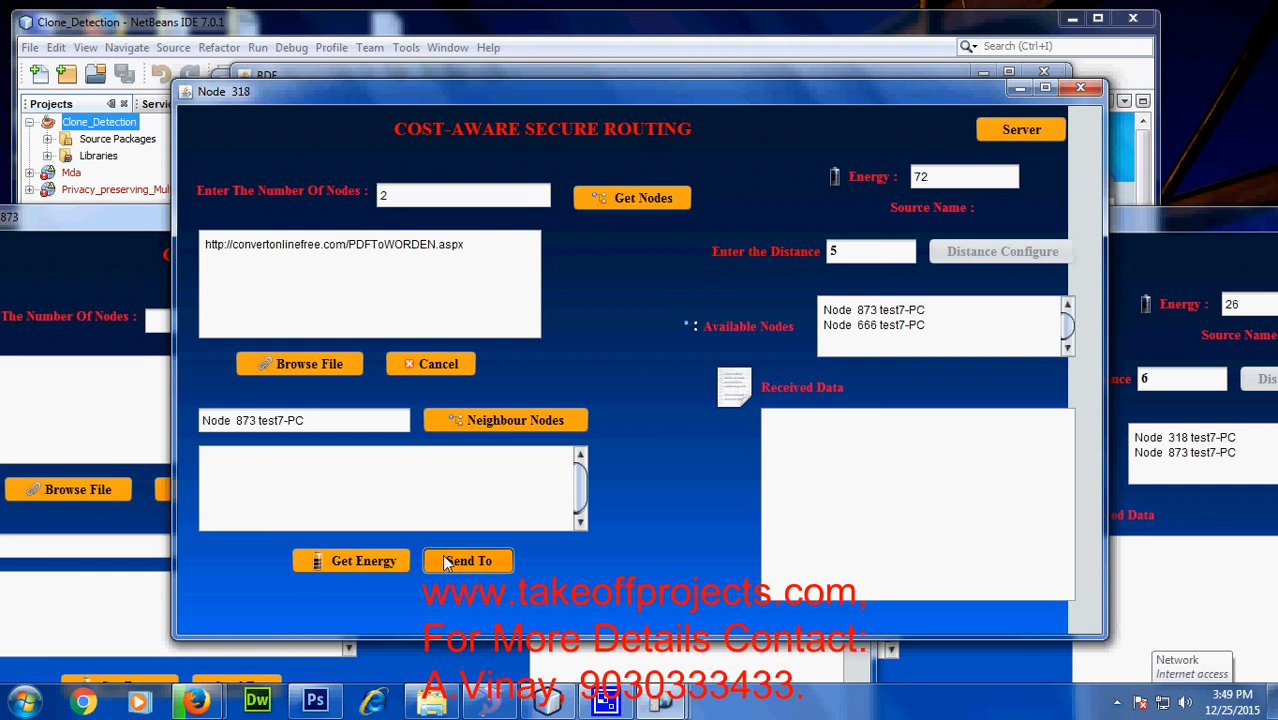 Clone_Detection - NetBeans IDE 7.0.1
File Edit View Navigate Source Refactor Run Debug Profile Team Tools Window Help
Search (Ctrl+I)
Projects
Clone_Detection
Source Packages
Libraries
Mda
Privacy_preserving_Mul
Node 318
COST-AWARE SECURE ROUTING
Server
Enter The Number Of Nodes :
2
Get Nodes
Energy :
72
Source Name :
http://convertonlinefree.com/PDFToWORDEN.aspx
Enter the Distance
5
Distance Configure
Available Nodes
Node 873 test7-PC
Node 666 test7-PC
Browse File
Cancel
Received Data
Node 873 test7-PC
Neighbour Nodes
Get Energy
Send To
873
The Number Of Nodes :
Browse File
Energy :
26
Source Name
6
Node 318 test7-PC
Node 873 test7-PC
www.takeoffprojects.com,
For More Details Contact:
A.Vinay, 9030333433.
Network
Internet access
Dw
Ps
3:49 PM
12/25/2015